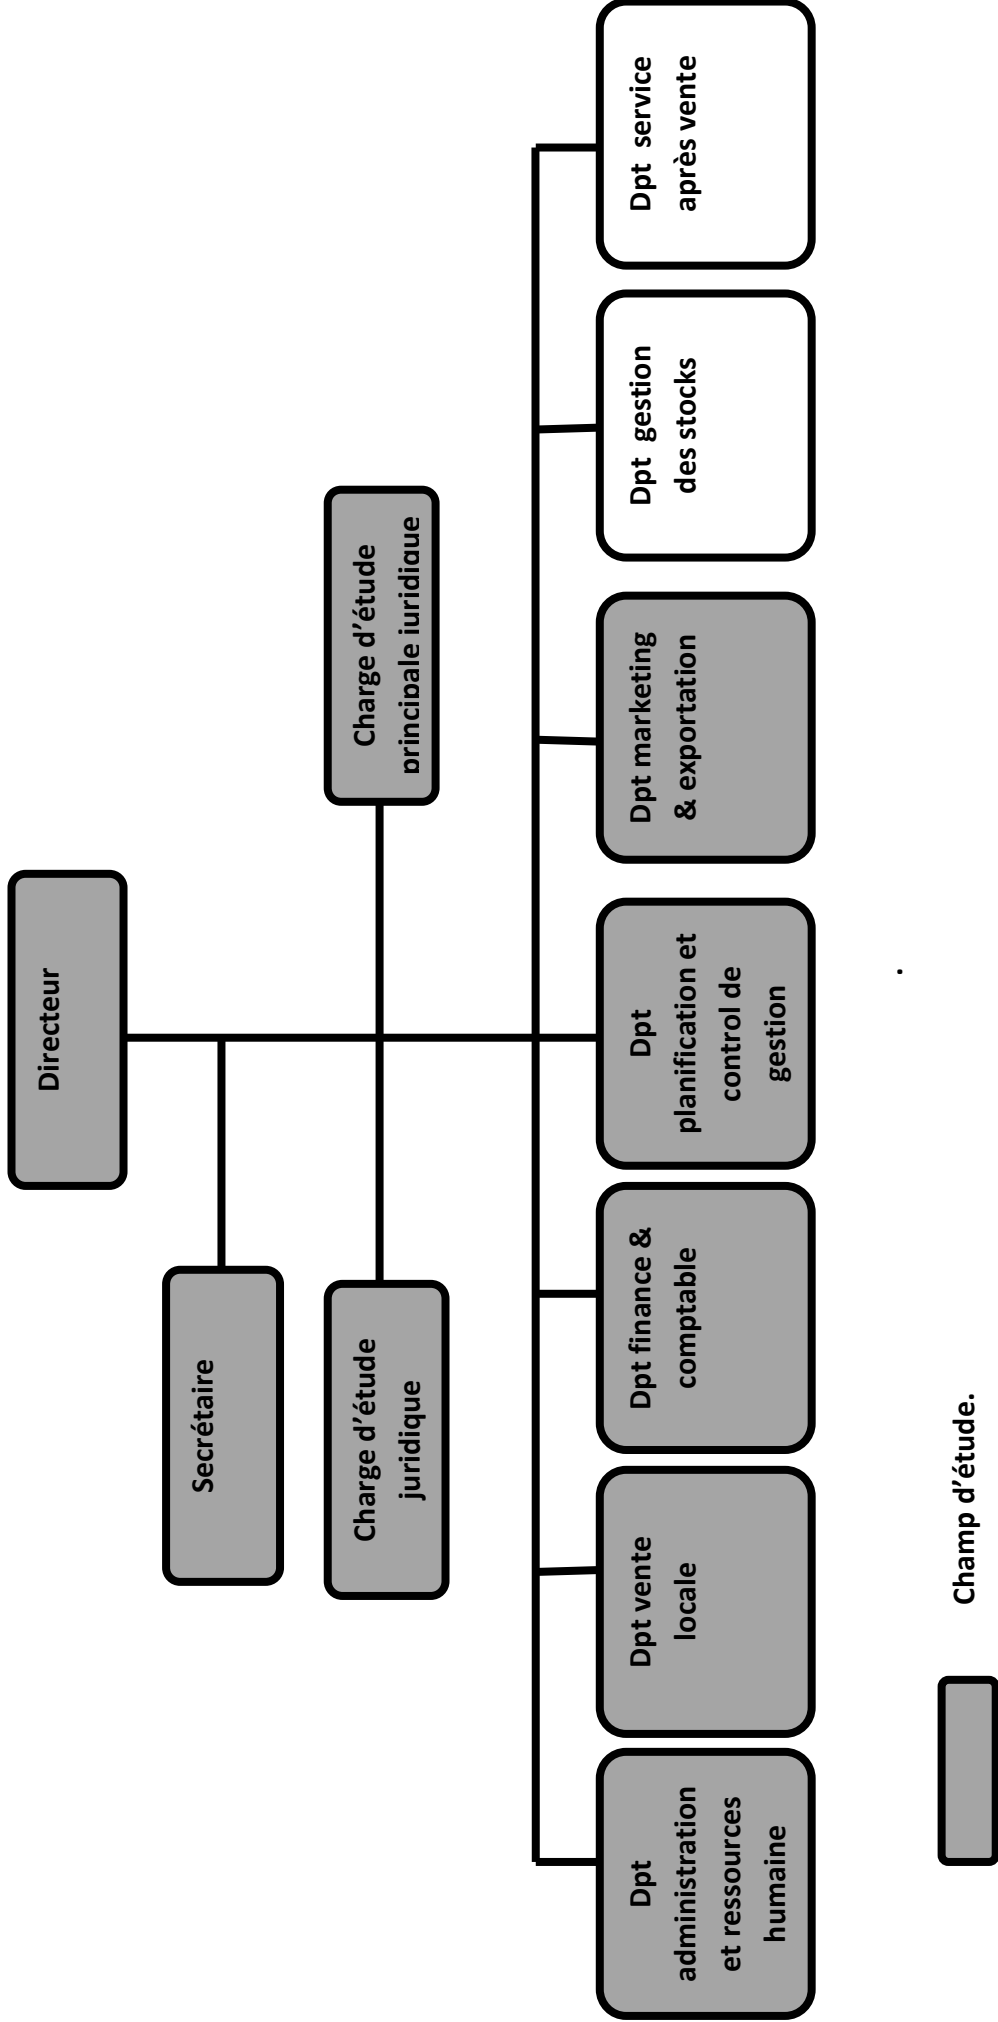 Directeur
Secrétaire
Charge d’étude
juridique
Charge d’étude
principale juridique
Dpt
administration
et ressources
humaine
Dpt vente
locale
Dpt finance &
comptable
Dpt
planification et
control de
gestion
Dpt marketing
& exportation
Dpt gestion
des stocks
Dpt service
après vente
.
Champ d’étude.